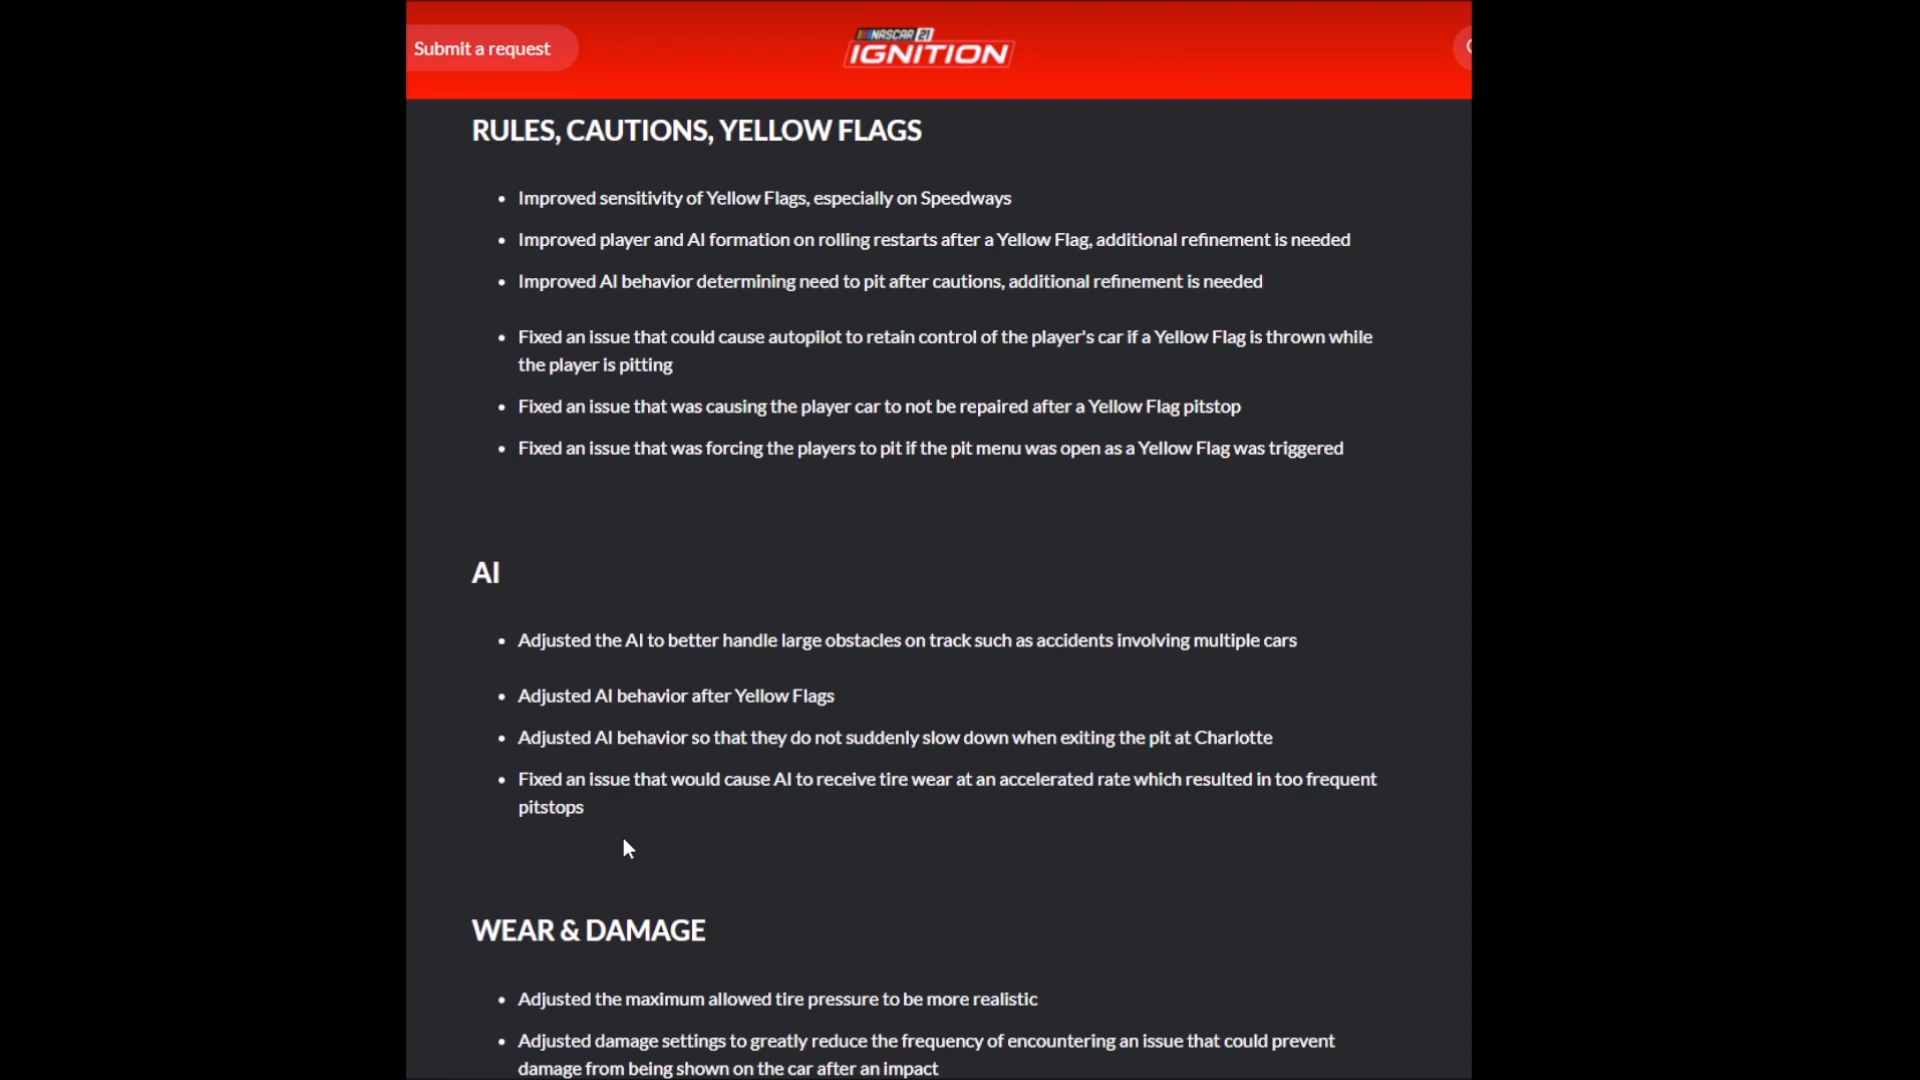 Submit a request
NASCAR 21
IGNITION
RULES, CAUTIONS, YELLOW FLAGS
• Improved sensitivity of Yellow Flags, especially on Speedways
• Improved player and AI formation on rolling restarts after a Yellow Flag, additional refinement is needed
• Improved AI behavior determining need to pit after cautions, additional refinement is needed
• Fixed an issue that could cause autopilot to retain control of the player's car if a Yellow Flag is thrown while
the player is pitting
• Fixed an issue that was causing the player car to not be repaired after a Yellow Flag pitstop
• Fixed an issue that was forcing the players to pit if the pit menu was open as a Yellow Flag was triggered
AI
• Adjusted the AI to better handle large obstacles on track such as accidents involving multiple cars
• Adjusted AI behavior after Yellow Flags
• Adjusted AI behavior so that they do not suddenly slow down when exiting the pit at Charlotte
• Fixed an issue that would cause AI to receive tire wear at an accelerated rate which resulted in too frequent
pitstops
WEAR & DAMAGE
• Adjusted the maximum allowed tire pressure to be more realistic
• Adjusted damage settings to greatly reduce the frequency of encountering an issue that could prevent
damage from being shown on the car after an impact